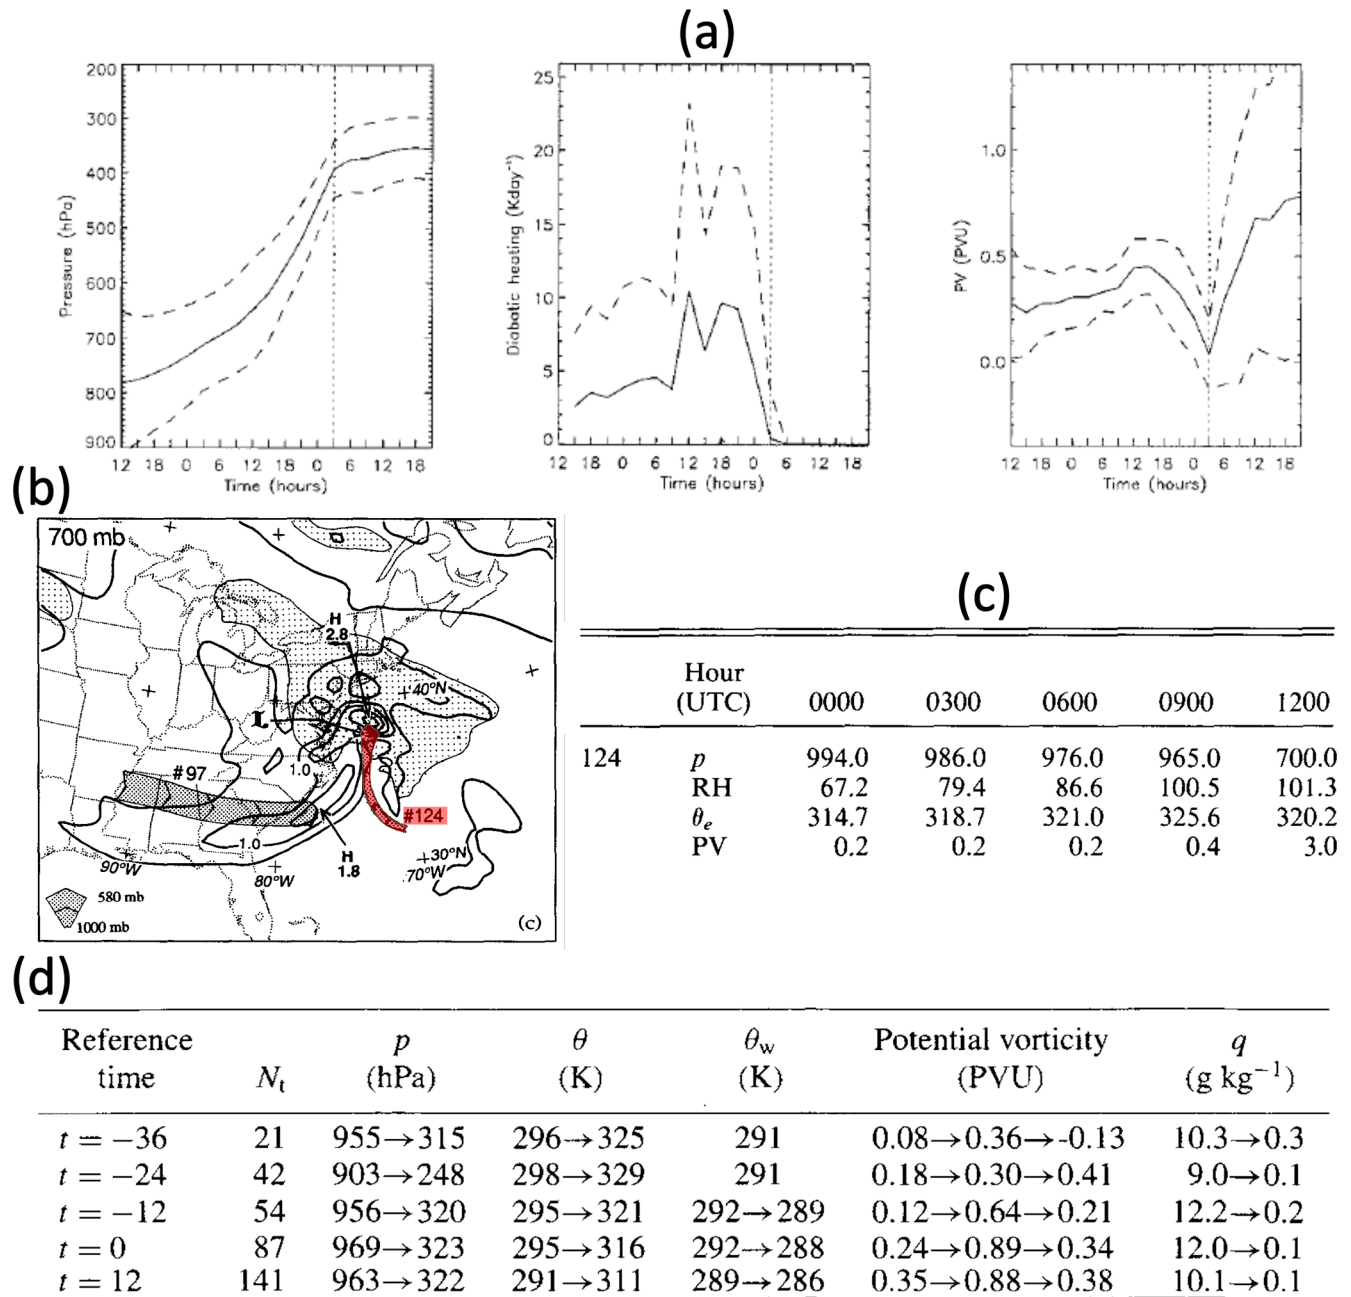 (a)
200
300
400
500
600
700
800
900
Pressure (hPa)
12 18 0 6 12 18 0 6 12 18
Time (hours)
25
20
15
10
5
0
Diabatic heating (Kday⁻¹)
12 18 0 6 12 18 0 6 12 18
Time (hours)
1.0
0.5
0.0
PV (PVU)
12 18 0 6 12 18 0 6 12 18
Time (hours)
(b)
700 mb
H
2.8
40°N
L
1.0
#97
#124
1.0
H
1.8
30°N
90°W
80°W
70°W
580 mb
1000 mb
(c)
(c)
Hour
(UTC) 0000 0300 0600 0900 1200
124 p 994.0 986.0 976.0 965.0 700.0
RH 67.2 79.4 86.6 100.5 101.3
θe 314.7 318.7 321.0 325.6 320.2
PV 0.2 0.2 0.2 0.4 3.0
(d)
Reference p θ θw Potential vorticity q
time Nt (hPa) (K) (K) (PVU) (g kg⁻¹)
t = −36 21 955→315 296→325 291 0.08→0.36→-0.13 10.3→0.3
t = −24 42 903→248 298→329 291 0.18→0.30→0.41 9.0→0.1
t = −12 54 956→320 295→321 292→289 0.12→0.64→0.21 12.2→0.2
t = 0 87 969→323 295→316 292→288 0.24→0.89→0.34 12.0→0.1
t = 12 141 963→322 291→311 289→286 0.35→0.88→0.38 10.1→0.1